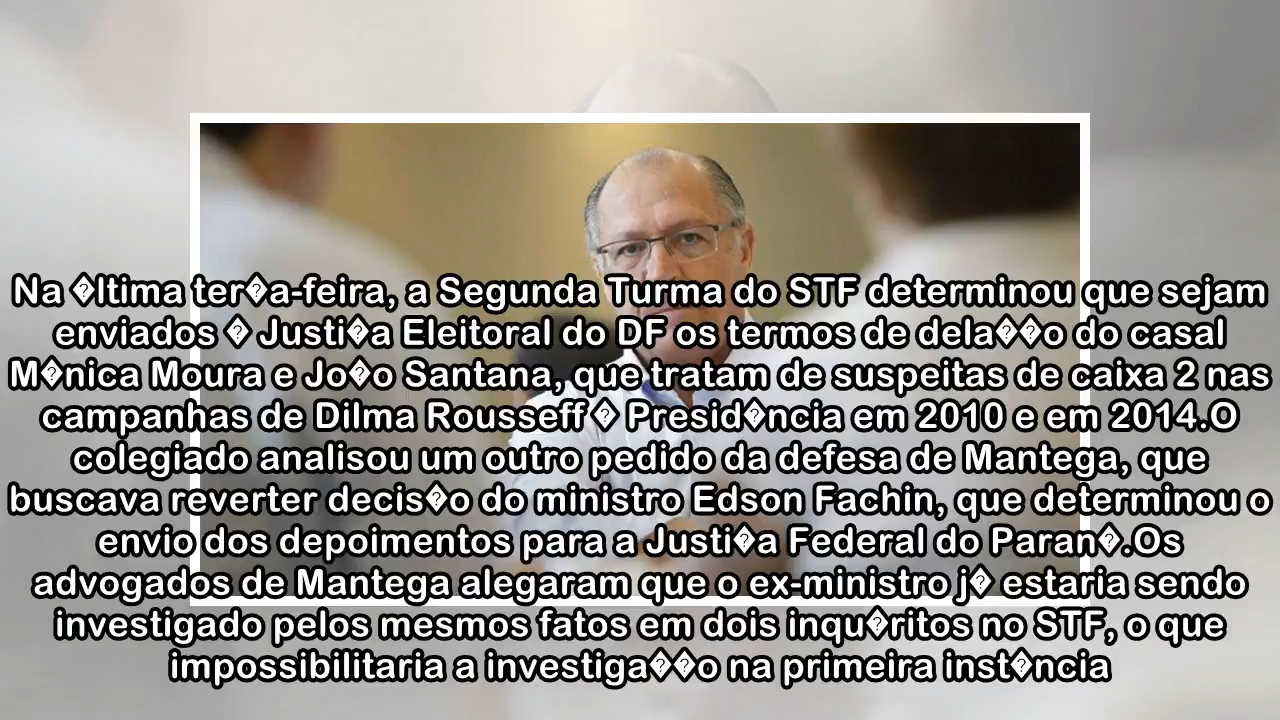 Na �ltima ter�a-feira, a Segunda Turma do STF determinou que sejam
enviados � Justi�a Eleitoral do DF os termos de dela��o do casal
M�nica Moura e Jo�o Santana, que tratam de suspeitas de caixa 2 nas
campanhas de Dilma Rousseff � Presid�ncia em 2010 e em 2014.O
colegiado analisou um outro pedido da defesa de Mantega, que
buscava reverter decis�o do ministro Edson Fachin, que determinou o
envio dos depoimentos para a Justi�a Federal do Paran�.Os
advogados de Mantega alegaram que o ex-ministro j� estaria sendo
investigado pelos mesmos fatos em dois inqu�ritos no STF, o que
impossibilitaria a investiga��o na primeira inst�ncia